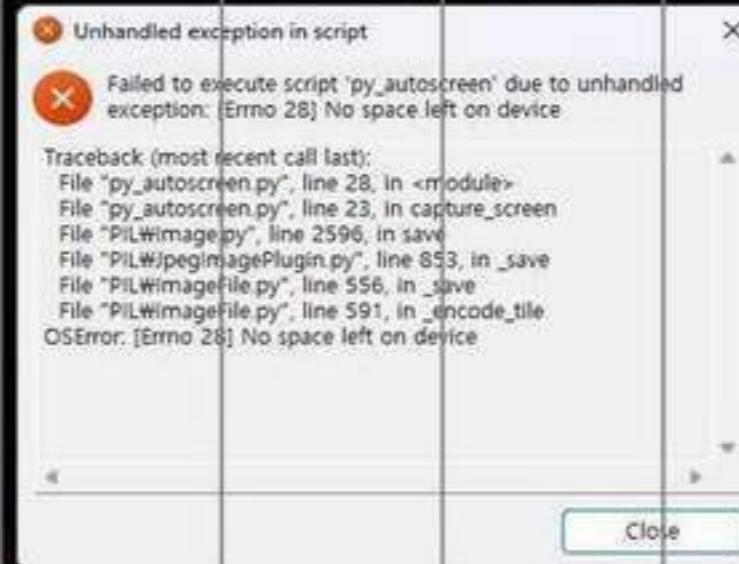 Unhandled exception in script
Failed to execute script 'py_autoscreen' due to unhandled
exception: [Errno 28] No space left on device
Traceback (most recent call last):
File "py_autoscreen.py", line 28, in <module>
File "py_autoscreen.py", line 23, in capture_screen
File "PIL₩Image.py", line 2596, in save
File "PIL₩JpegImagePlugin.py", line 853, in _save
File "PIL₩ImageFile.py", line 556, in _save
File "PIL₩ImageFile.py", line 591, in _encode_tile
OSError: [Errno 28] No space left on device
Close